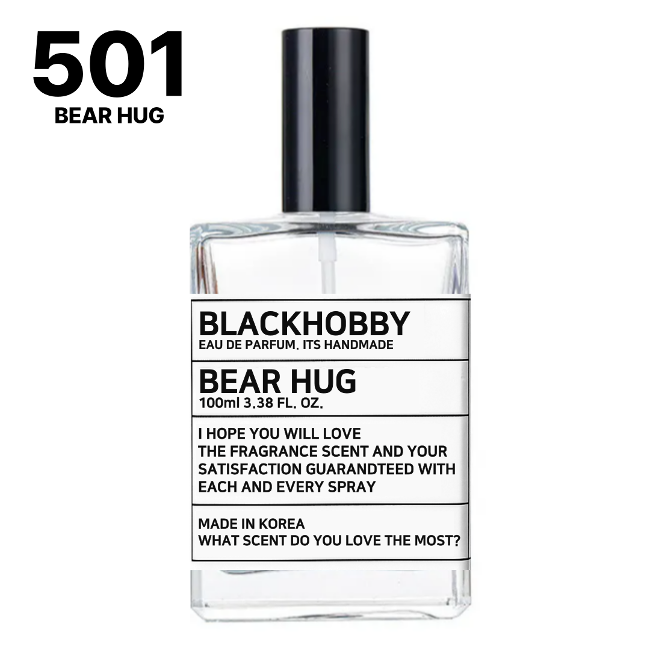 501
BEAR HUG
BLACKHOBBY
EAU DE PARFUM, ITS HANDMADE
BEAR HUG
100ml 3.38 FL. OZ.
I HOPE YOU WILL LOVE
THE FRAGRANCE SCENT AND YOUR
SATISFACTION GUARANDTEED WITH
EACH AND EVERY SPRAY
MADE IN KOREA
WHAT SCENT DO YOU LOVE THE MOST?